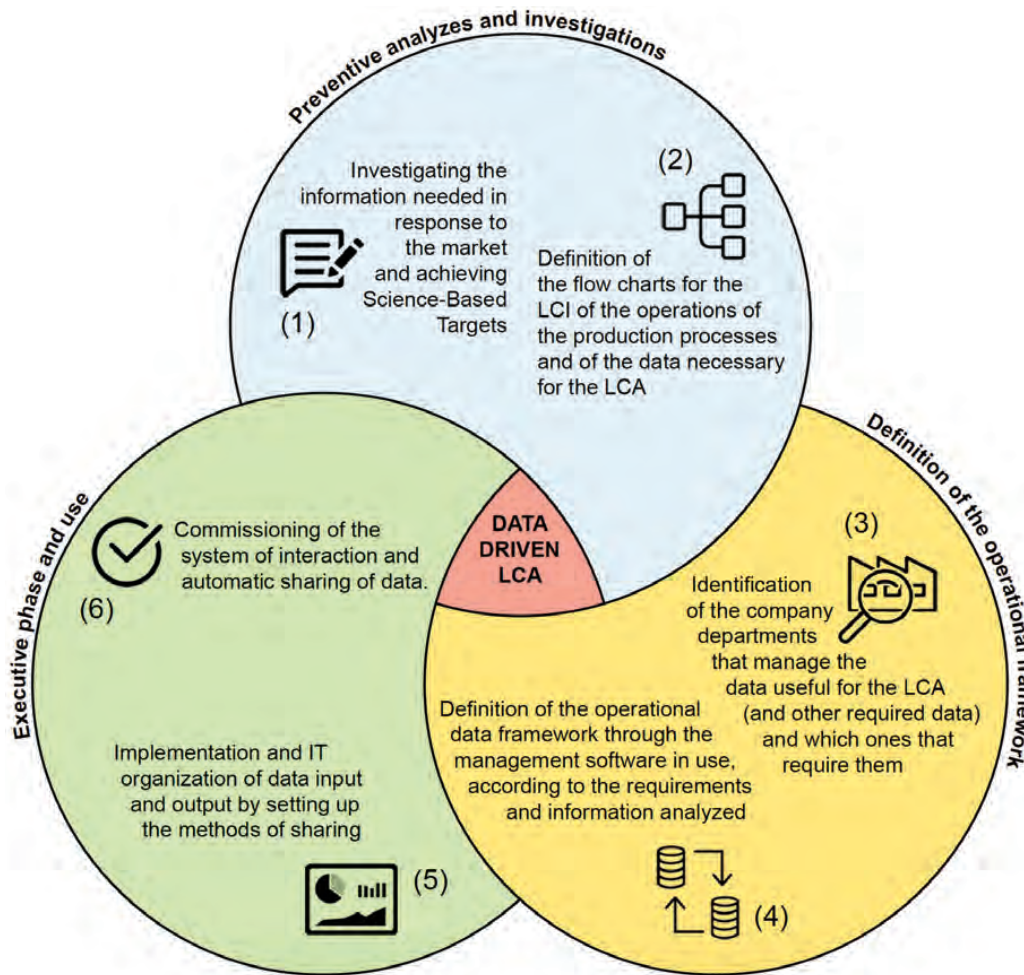 Preventive analyzes and investigations
(1)
Investigating the
information needed in
response to
the market
and achieving
Science-Based
Targets
(2)
Definition of
the flow charts for the
LCI of the operations of
the production processes
and of the data necessary
for the LCA
Definition of the operational framework
(3)
Identification
of the company
departments
that manage the
data useful for the LCA
(and other required data)
and which ones that
require them
Definition of the operational
data framework through the
management software in use,
according to the requirements
and information analyzed
(4)
Executive phase and use
(5)
Implementation and IT
organization of data input
and output by setting up
the methods of sharing
(6)
Commissioning of the
system of interaction and
automatic sharing of data.
DATA
DRIVEN
LCA